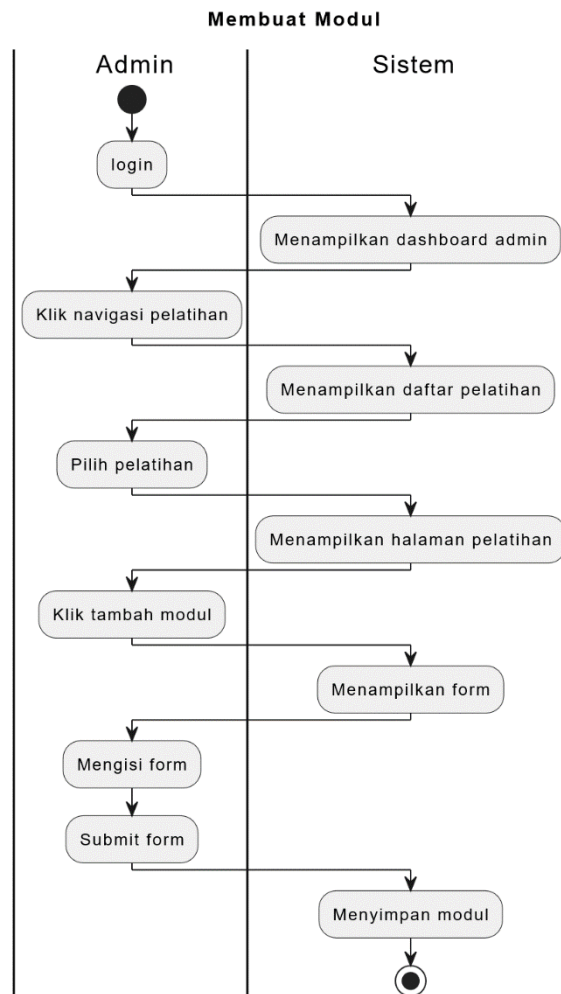 Membuat Modul
Admin
Sistem
login
Menampilkan dashboard admin
Klik navigasi pelatihan
Menampilkan daftar pelatihan
Pilih pelatihan
Menampilkan halaman pelatihan
Klik tambah modul
Menampilkan form
Mengisi form
Submit form
Menyimpan modul